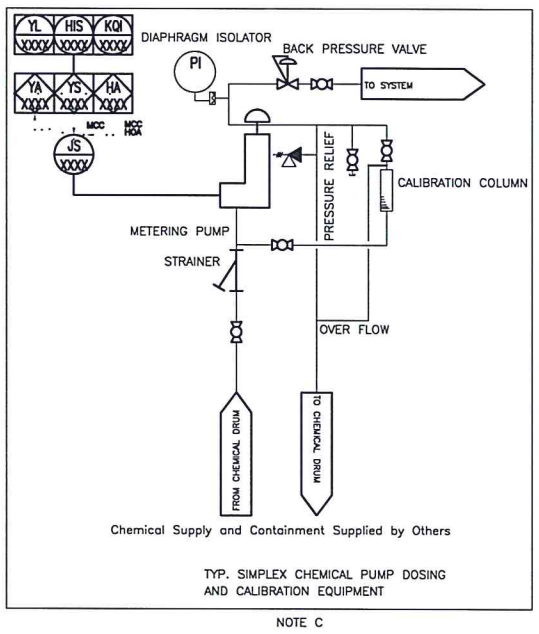 YL HIS KQI
XXXX XXXX XXXX
YA YS HA
XXXX XXXX XXXX
MCC MCC
HOA
JS
XXXX
DIAPHRAGM ISOLATOR
PI
BACK PRESSURE VALVE
TO SYSTEM
PRESSURE RELIEF
CALIBRATION COLUMN
METERING PUMP
STRAINER
OVER FLOW
FROM CHEMICAL DRUM
TO CHEMICAL DRUM
Chemical Supply and Containment Supplied by Others
TYP. SIMPLEX CHEMICAL PUMP DOSING
AND CALIBRATION EQUIPMENT
NOTE C